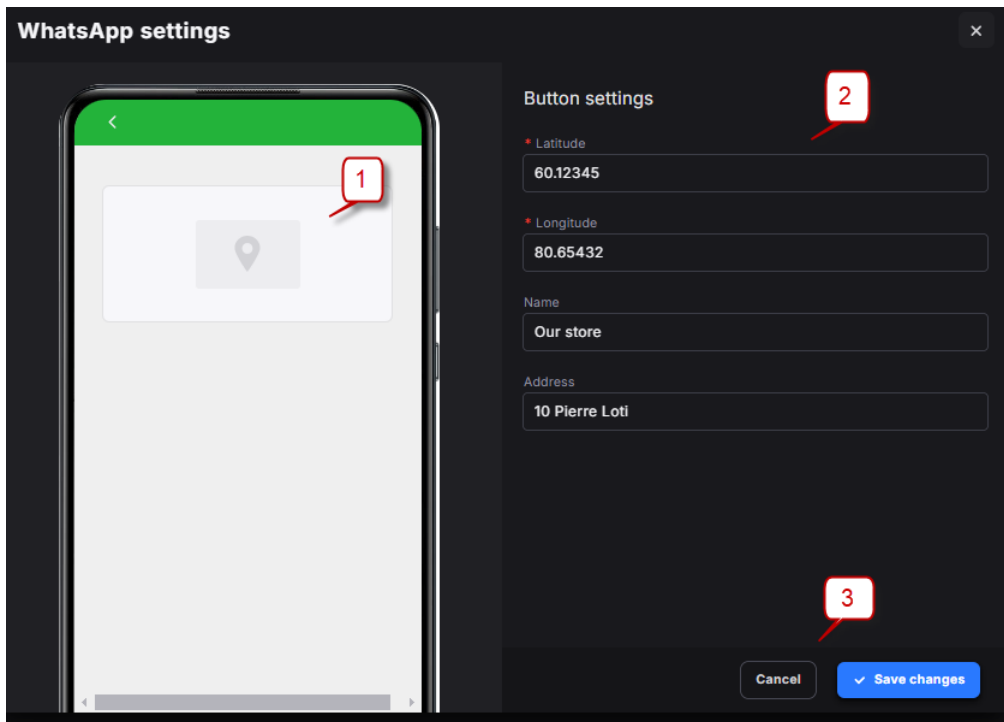 WhatsApp settings
1
Button settings
2
* Latitude
60.12345
* Longitude
80.65432
Name
Our store
Address
10 Pierre Loti
3
Cancel
Save changes